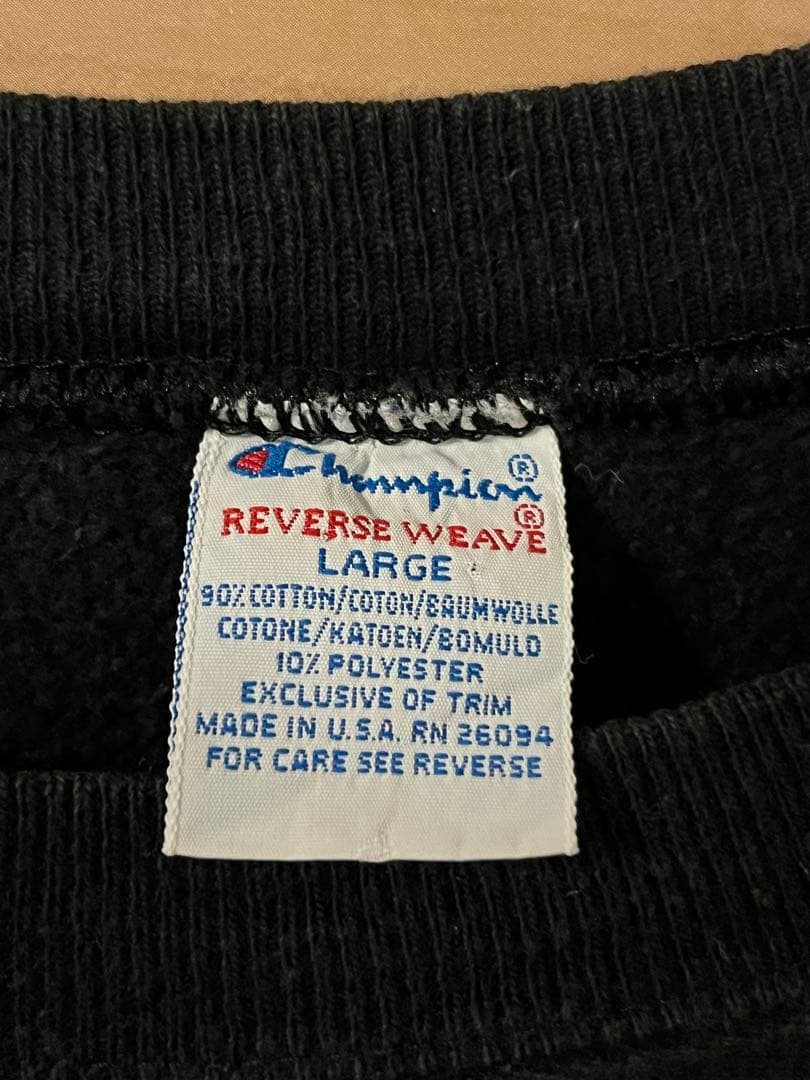 Champion®
REVERSE WEAVE®
LARGE
90% COTTON/COTON/BAUMWOLLE
COTONE/KATOEN/BOMULD
10% POLYESTER
EXCLUSIVE OF TRIM
MADE IN U.S.A. RN 26094
FOR CARE SEE REVERSE